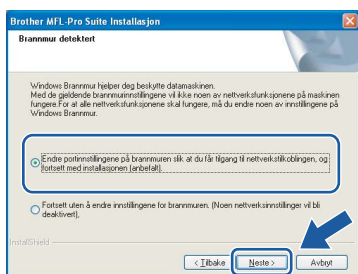 Brother MFL-Pro Suite Installasjon
Brannmur detektert
Windows Brannmur hjelper deg beskytte datamaskinen.
Med de gjeldende brannmurinnstillingene vil ikke noen av nettverksfunksjonene på maskinen
fungere.For at alle nettverksfunksjonene skal fungere, må du endre noen av innstillingene på
Windows Brannmur.
Endre portinnstillingene på brannmuren slik at du får tilgang til nettverkstilkoblingen, og
fortsett med installasjonen (anbefalt).
Fortsett uten å endre innstillingene for brannmuren. (Noen nettverksinnstillinger vil bli
deaktivert).
InstallShield
< Tilbake Neste > Avbryt